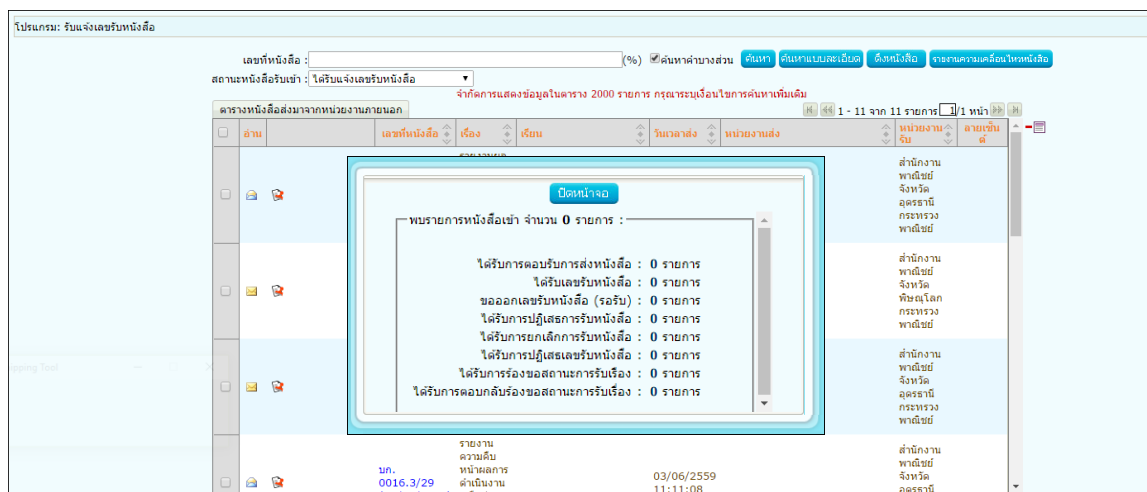 โปรแกรม: รับแจ้งเลขรับหนังสือ
เลขที่หนังสือ : (%) ค้นหาคำบางส่วน ค้นหา ค้นหาแบบละเอียด ดึงหนังสือ รายงานความเคลื่อนไหวหนังสือ
สถานะหนังสือรับเข้า : ได้รับแจ้งเลขรับหนังสือ
จำกัดการแสดงข้อมูลในตาราง 2000 รายการ กรุณาระบุเงื่อนไขการค้นหาเพิ่มเติม
ตารางหนังสือส่งมาจากหน่วยงานภายนอก 1 - 11 จาก 11 รายการ 1/1 หน้า
อ่าน เลขที่หนังสือ เรื่อง เรียน วันเวลาส่ง หน่วยงานส่ง หน่วยงาน ลายเซ็น
รับ ต์
สำนักงาน
พาณิชย์
จังหวัด
อุดรธานี
กระทรวง
พาณิชย์
ปิดหน้าจอ
พบรายการหนังสือเข้า จำนวน 0 รายการ :
ได้รับการตอบรับการส่งหนังสือ : 0 รายการ
ได้รับเลขรับหนังสือ : 0 รายการ
ขอออกเลขรับหนังสือ (รอรับ) : 0 รายการ
ได้รับการปฏิเสธการรับหนังสือ : 0 รายการ
ได้รับการยกเลิกการรับหนังสือ : 0 รายการ
ได้รับการปฏิเสธเลขรับหนังสือ : 0 รายการ
ได้รับการร้องขอสถานะการรับเรื่อง : 0 รายการ
ได้รับการตอบกลับร้องขอสถานะการรับเรื่อง : 0 รายการ
สำนักงาน
พาณิชย์
จังหวัด
พิษณุโลก
กระทรวง
พาณิชย์
สำนักงาน
พาณิชย์
จังหวัด
อุดรธานี
กระทรวง
พาณิชย์
รายงาน
ความคืบ
หน้าผลการ
ดำเนินงาน
บก.
0016.3/29
03/06/2559
11:11:08
สำนักงาน
พาณิชย์
จังหวัด
อุดรธานี